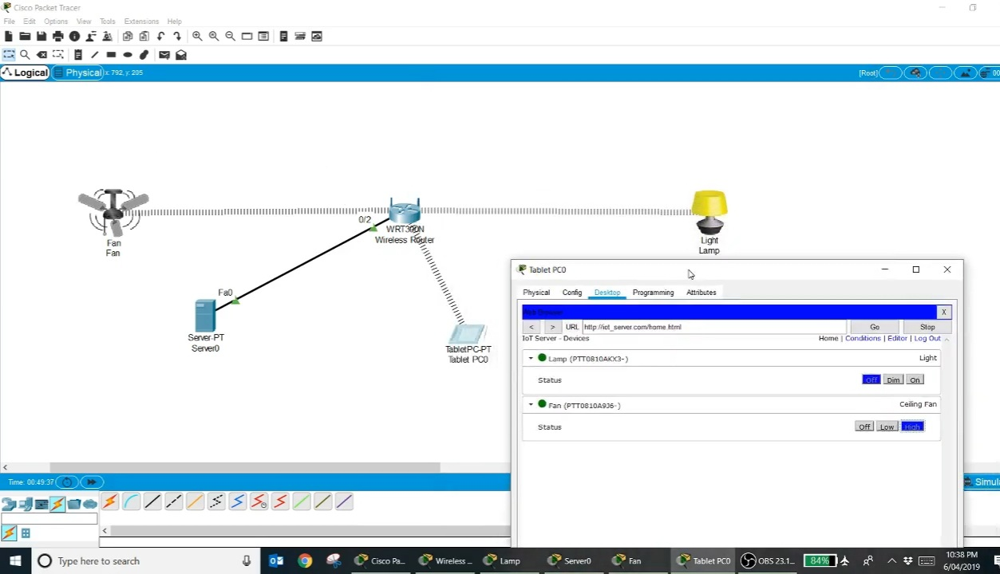 Cisco Packet Tracer
File Edit Options View Tools Extensions Help
Logical Physical x: 792, y: 205 [Root] 00
0/2
WRT300N
Wireless Router
Fan
Fan
Light
Lamp
Fa0
Server-PT
Server0
TabletPC-PT
Tablet PC0
Tablet PC0
Physical Config Desktop Programming Attributes
Web Browser X
< > URL http://iot_server.com/home.html Go Stop
IoT Server - Devices Home | Conditions | Editor | Log Out
Lamp (PTT0810AKX3-) Light
Status Off Dim On
Fan (PTT0810A9J6-) Ceiling Fan
Status Off Low High
Time: 00:49:37 Simula
Type here to search Cisco Pa... Wireless ... Lamp Server0 Fan Tablet PC0 OBS 23.1... 84% 10:38 PM
6/04/2019